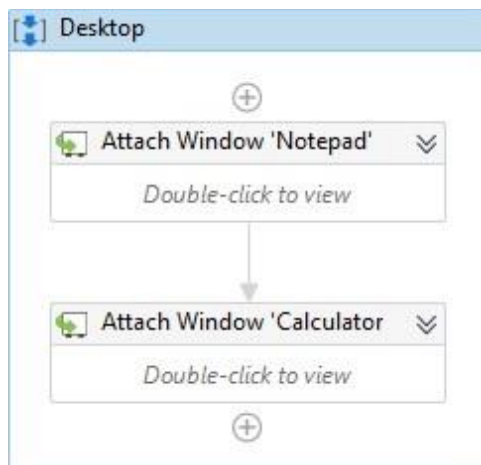 Desktop
Attach Window 'Notepad'
Double-click to view
Attach Window 'Calculator
Double-click to view